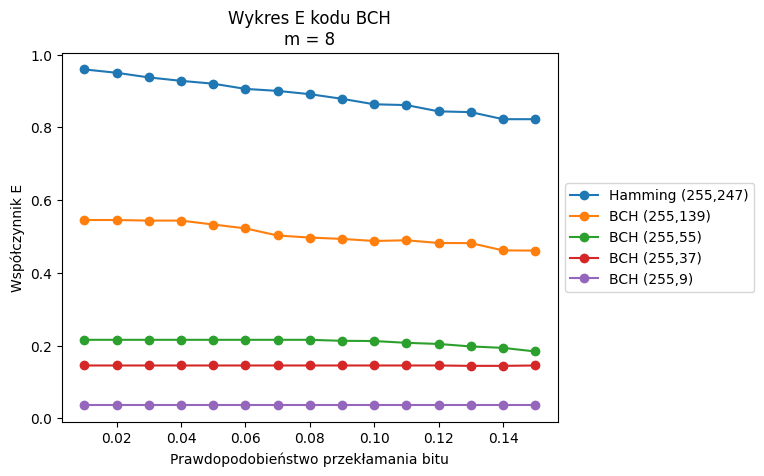 Wykres E kodu BCH
m = 8
Współczynnik E
1.0
0.8
0.6
0.4
0.2
0.0
0.02 0.04 0.06 0.08 0.10 0.12 0.14
Prawdopodobieństwo przekłamania bitu
Hamming (255,247)
BCH (255,139)
BCH (255,55)
BCH (255,37)
BCH (255,9)